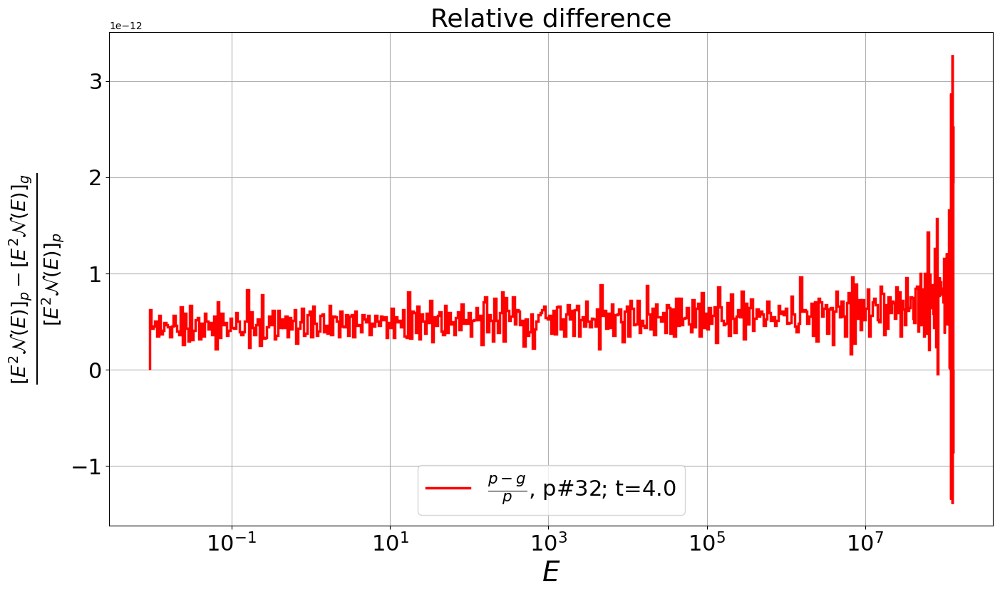 Relative difference
1e−12
3
2
1
0
−1
[E²𝒩(E)]ₚ − [E²𝒩(E)]g
[E²𝒩(E)]ₚ
p − g
p
, p#32; t=4.0
10⁻¹
10¹
10³
10⁵
10⁷
E